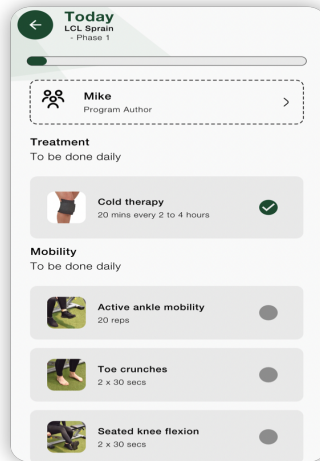 Today
LCL Sprain
- Phase 1
Mike
Program Author
Treatment
To be done daily
Cold therapy
20 mins every 2 to 4 hours
Mobility
To be done daily
Active ankle mobility
20 reps
Toe crunches
2 x 30 secs
Seated knee flexion
2 x 30 secs